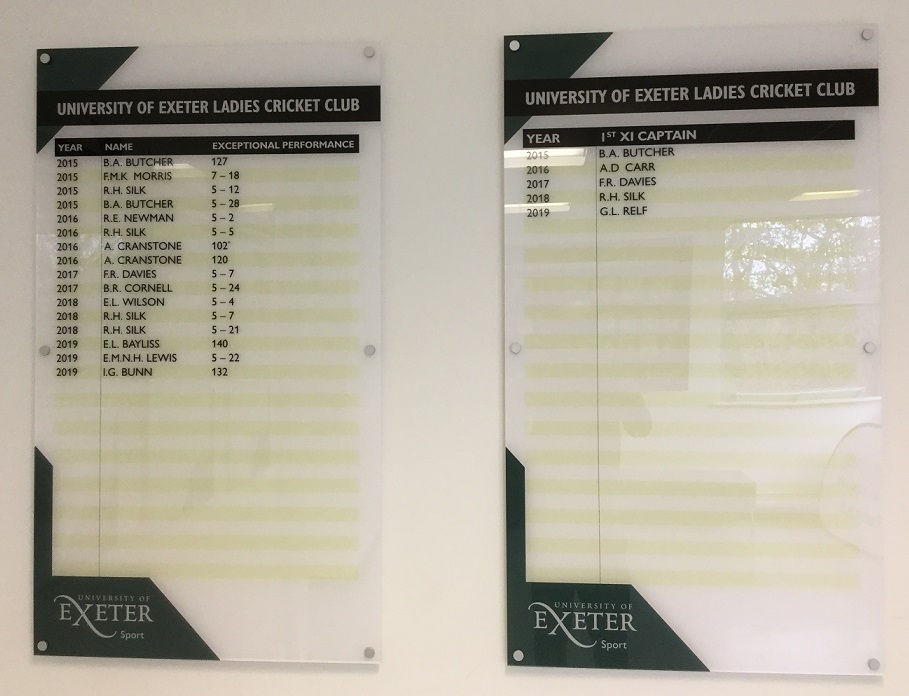 UNIVERSITY OF EXETER LADIES CRICKET CLUB
YEAR NAME EXCEPTIONAL PERFORMANCE
2015 B.A. BUTCHER 127
2015 F.M.K MORRIS 7 – 18
2015 R.H. SILK 5 – 12
2015 B.A. BUTCHER 5 – 28
2016 R.E. NEWMAN 5 – 2
2016 R.H. SILK 5 – 5
2016 A. CRANSTONE 102*
2016 A. CRANSTONE 120
2017 F.R. DAVIES 5 – 7
2017 B.R. CORNELL 5 – 24
2018 E.L. WILSON 5 – 4
2018 R.H. SILK 5 – 7
2018 R.H. SILK 5 – 21
2019 E.L. BAYLISS 140
2019 E.M.N.H. LEWIS 5 – 22
2019 I.G. BUNN 132
UNIVERSITY OF
EXETER
Sport
UNIVERSITY OF EXETER LADIES CRICKET CLUB
YEAR 1ST XI CAPTAIN
2015 B.A. BUTCHER
2016 A.D CARR
2017 F.R. DAVIES
2018 R.H. SILK
2019 G.L. RELF
UNIVERSITY OF
EXETER
Sport